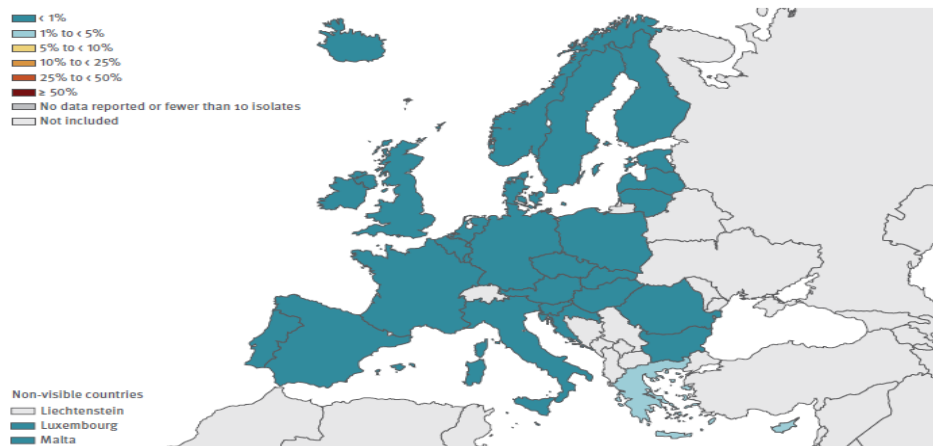 < 1%
1% to < 5%
5% to < 10%
10% to < 25%
25% to < 50%
≥ 50%
No data reported or fewer than 10 isolates
Not included
Non-visible countries
Liechtenstein
Luxembourg
Malta